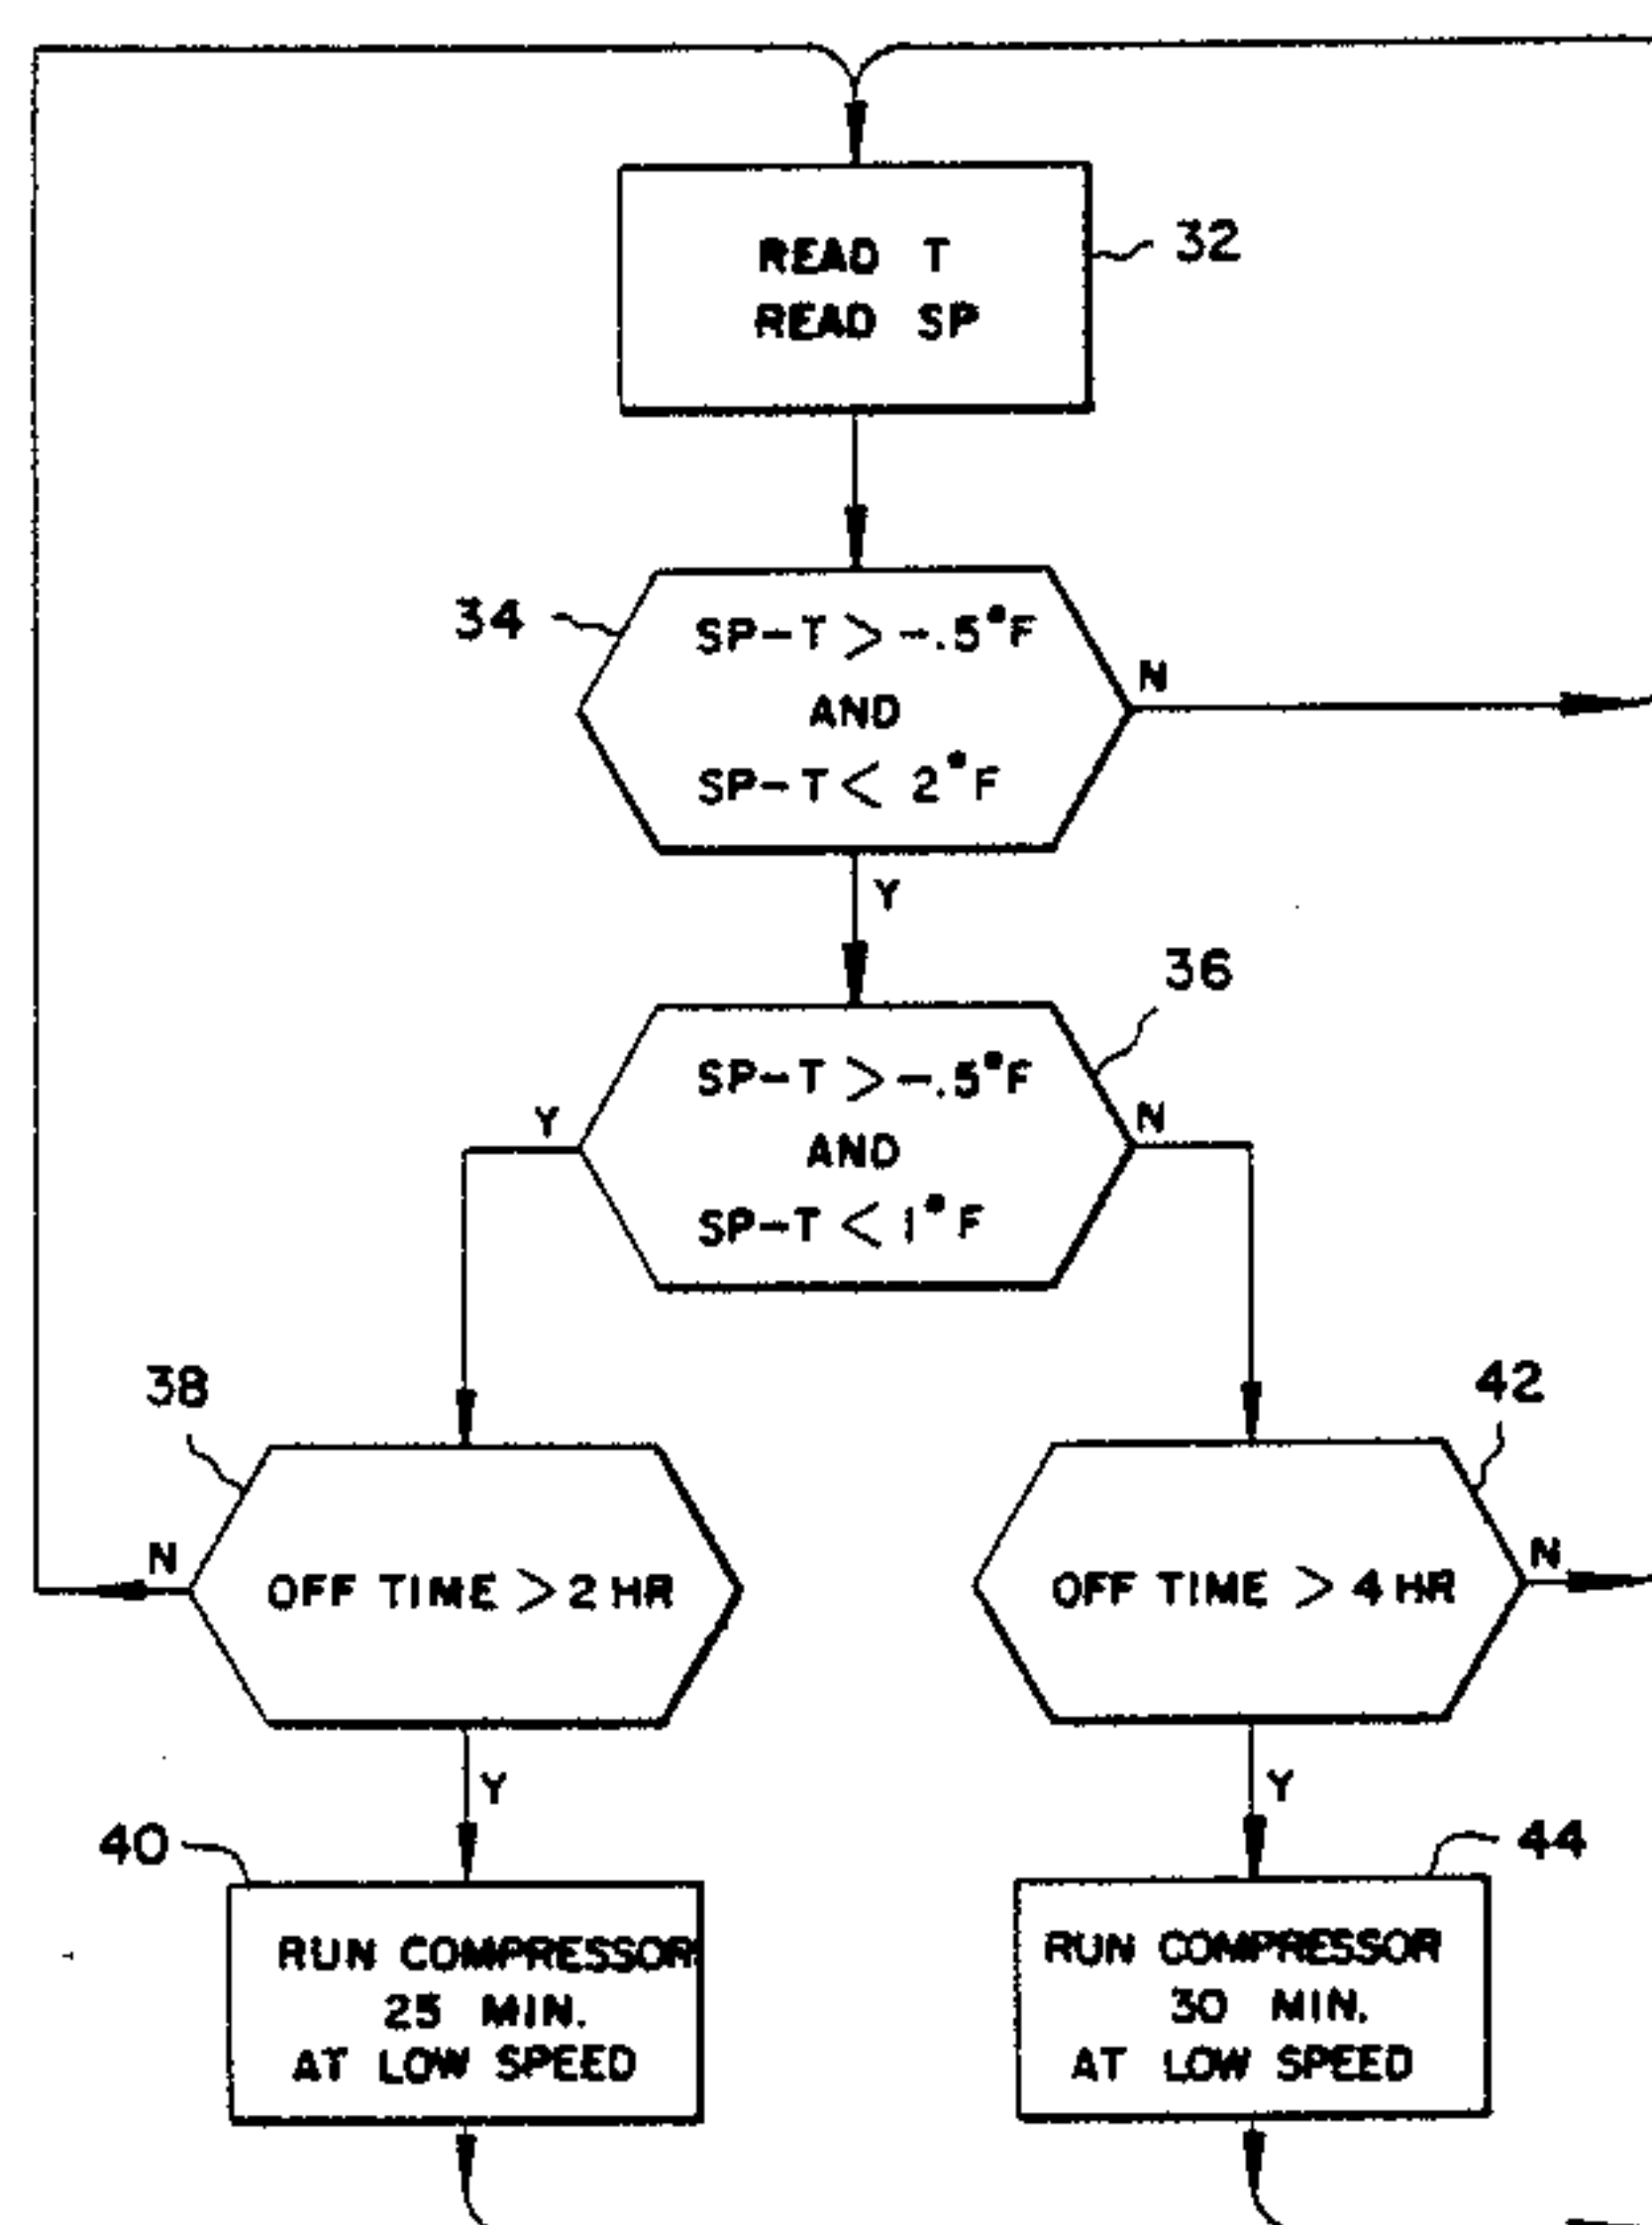 READ T
READ SP
32
34
SP-T > -.5°F
AND
SP-T < 2°F
N
Y
36
SP-T > -.5°F
AND
SP-T < 1°F
Y
N
38
OFF TIME > 2 HR
N
Y
42
OFF TIME > 4 HR
N
Y
40
RUN COMPRESSOR
25 MIN.
AT LOW SPEED
44
RUN COMPRESSOR
30 MIN.
AT LOW SPEED